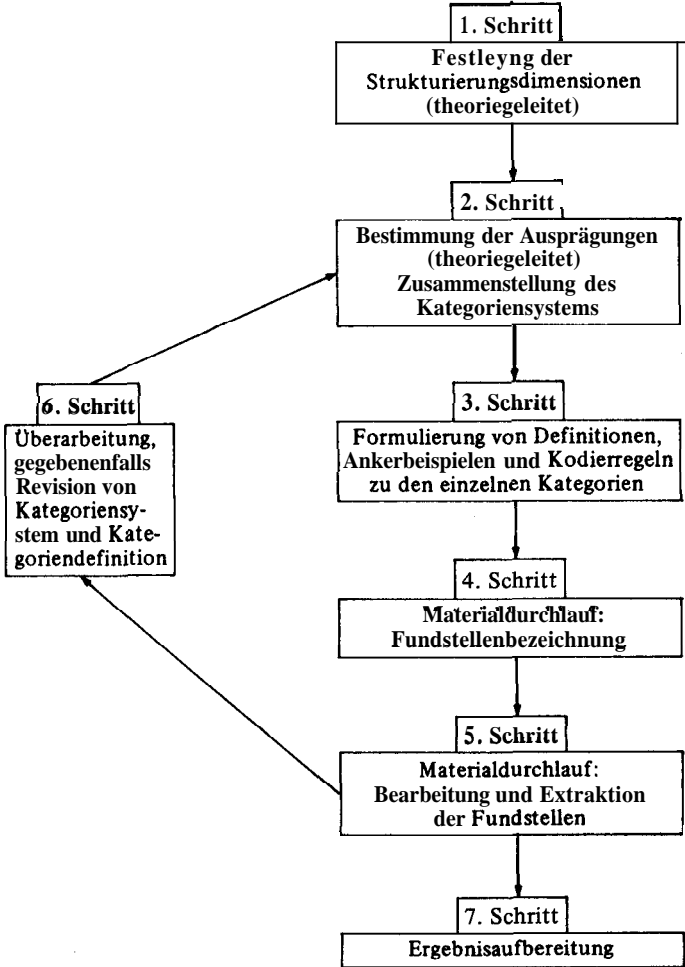 1. Schritt
Festleyng der
Strukturierungsdimensionen
(theoriegeleitet)
2. Schritt
Bestimmung der Ausprägungen
(theoriegeleitet)
Zusammenstellung des
Kategoriensystems
3. Schritt
Formulierung von Definitionen,
Ankerbeispielen und Kodierregeln
zu den einzelnen Kategorien
4. Schritt
Materialdurchlauf:
Fundstellenbezeichnung
5. Schritt
Materialdurchlauf:
Bearbeitung und Extraktion
der Fundstellen
6. Schritt
Überarbeitung,
gegebenenfalls
Revision von
Kategoriensy-
stem und Kate-
goriendefinition
7. Schritt
Ergebnisaufbereitung